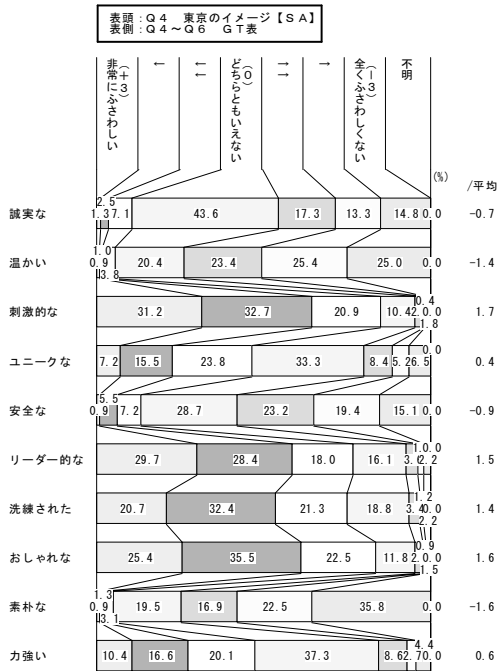 表頭：Ｑ４　東京のイメージ【ＳＡ】
表側：Ｑ４～Ｑ６　ＧＴ表
非常にふさわしい
(＋３)
←
←
←
どちらともいえない
(０)
→
→
→
全くふさわしくない
(－３)
不明
(%)
/平均
2.5
誠実な 1.3 7.1 43.6 17.3 13.3 14.8 0.0 -0.7
1.0
温かい 0.9 20.4 23.4 25.4 25.0 0.0 -1.4
3.8
0.4
刺激的な 31.2 32.7 20.9 10.4 2.0 0.0 1.7
1.8
0.0
ユニークな 7.2 15.5 23.8 33.3 8.4 5.2 6.5 0.4
5.5
安全な 0.9 7.2 28.7 23.2 19.4 15.1 0.0 -0.9
0.0
リーダー的な 29.7 28.4 18.0 16.1 2.2 1.5
1.2
洗練された 20.7 32.4 21.3 18.8 3.4 0.0 1.4
2.2
0.9
おしゃれな 25.4 35.5 22.5 11.8 2.0 0.0 1.6
1.5
1.3
素朴な 0.9 19.5 16.9 22.5 35.8 0.0 -1.6
3.1
4.4
力強い 10.4 16.6 20.1 37.3 8.6 2.7 0.0 0.6